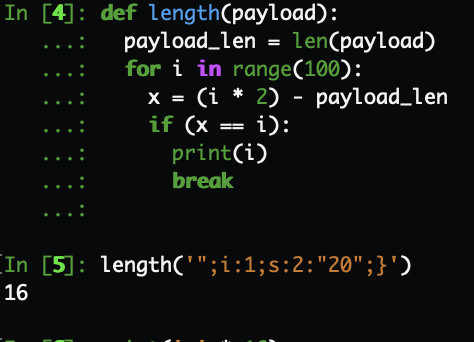 In [4]: def length(payload):
   ...:   payload_len = len(payload)
   ...:   for i in range(100):
   ...:     x = (i * 2) - payload_len
   ...:     if (x == i):
   ...:       print(i)
   ...:       break
   ...:
In [5]: length('";i:1;s:2:"20";}')
16